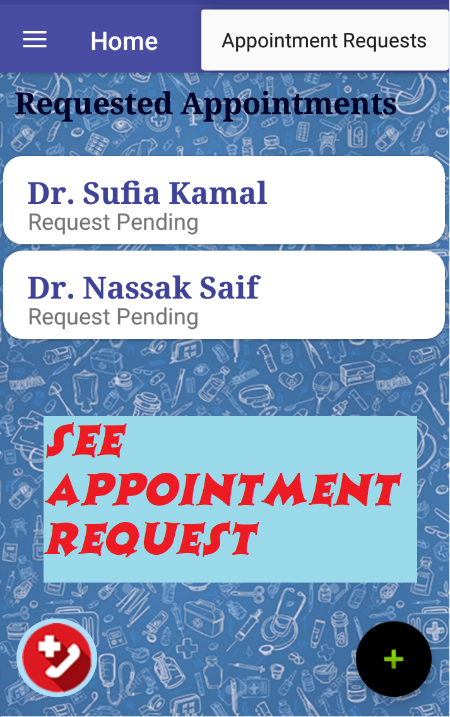 Home
Appointment Requests
Requested Appointments
Dr. Sufia Kamal
Request Pending
Dr. Nassak Saif
Request Pending
SEE
APPOINTMENT
REQUEST
+